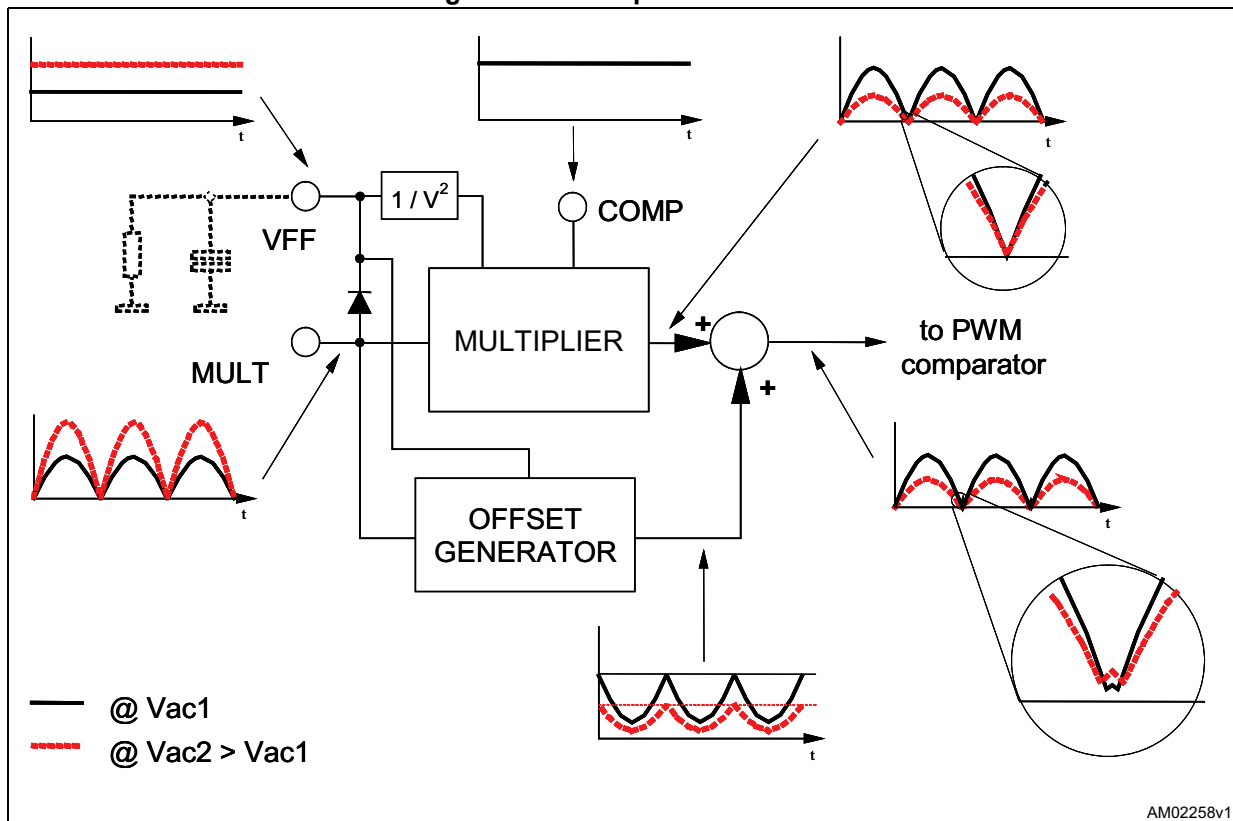 t
t
t
1 / V²
COMP
VFF
MULTIPLIER
+
to PWM
comparator
MULT
+
t
t
OFFSET
GENERATOR
t
@ Vac1
@ Vac2 > Vac1
AM02258v1